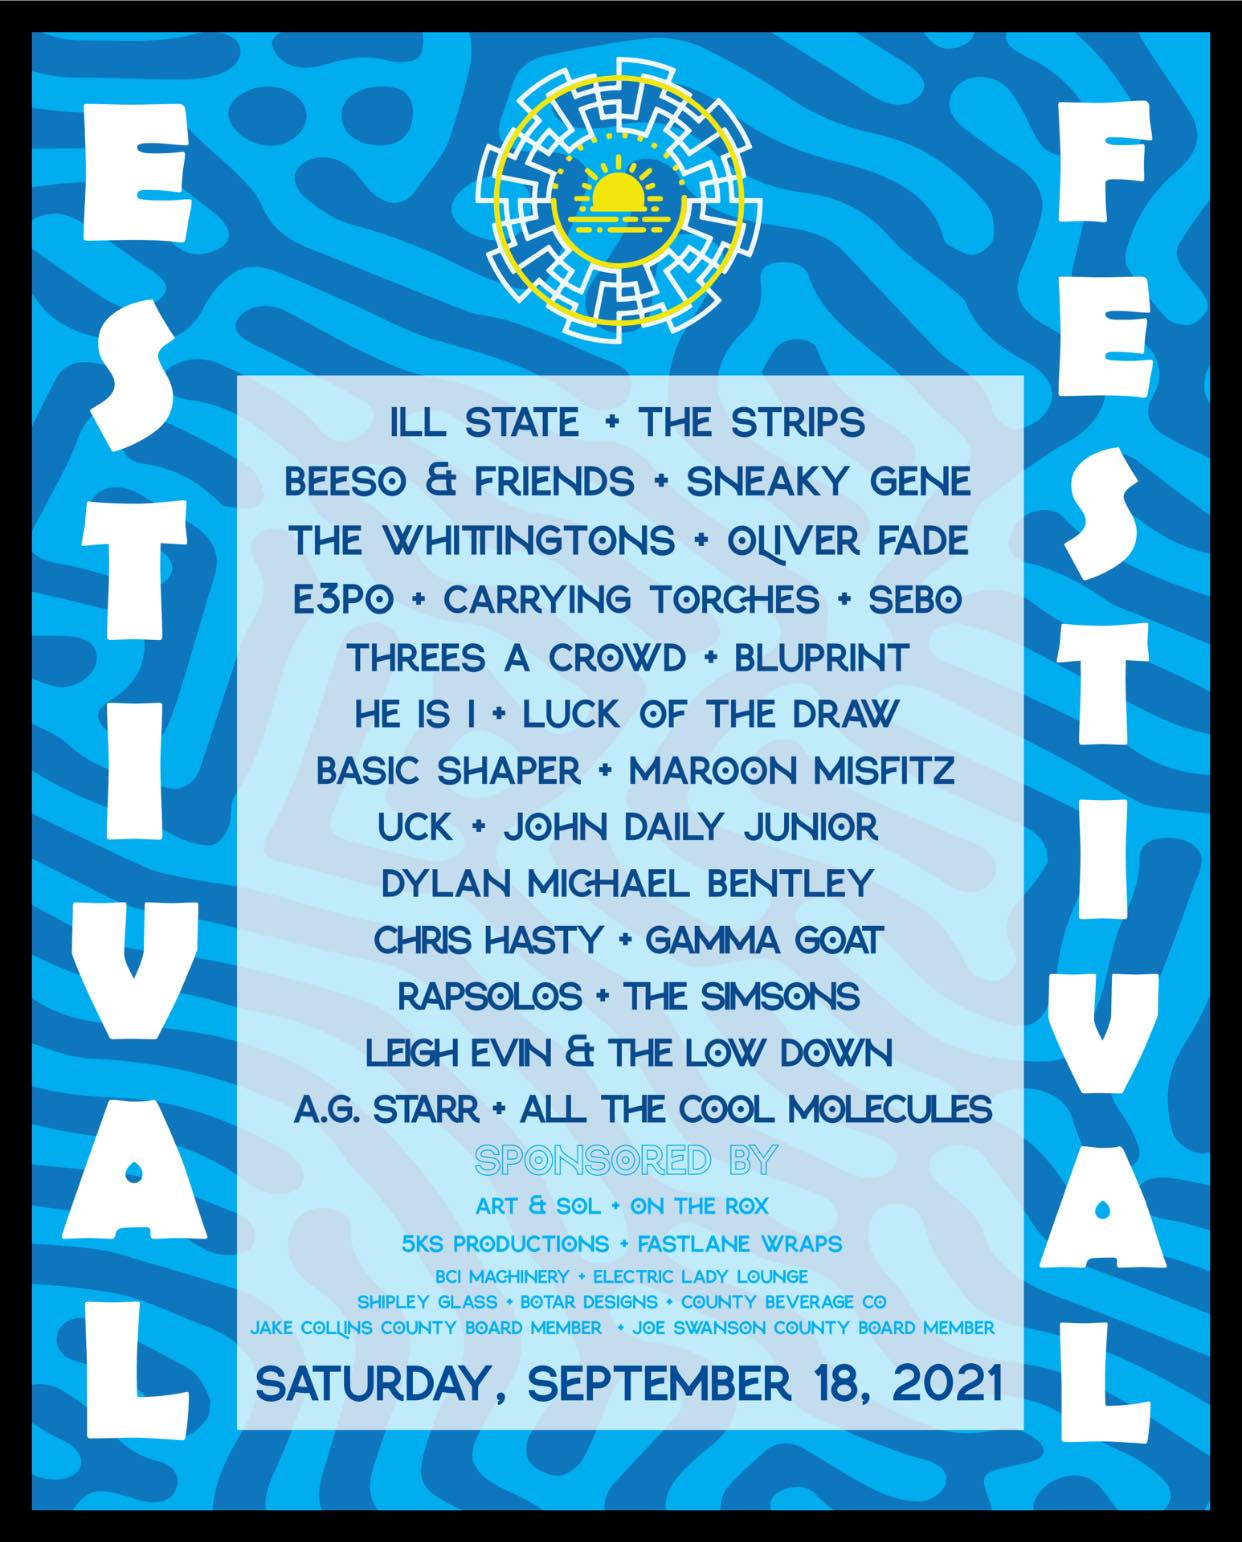 ESTIVAL
FESTIVAL
ILL STATE + THE STRIPS
BEESO & FRIENDS + SNEAKY GENE
THE WHITTINGTONS + OLIVER FADE
E3PO + CARRYING TORCHES + SEBO
THREES A CROWD + BLUPRINT
HE IS I + LUCK OF THE DRAW
BASIC SHAPER + MAROON MISFITZ
UCK + JOHN DAILY JUNIOR
DYLAN MICHAEL BENTLEY
CHRIS HASTY + GAMMA GOAT
RAPSOLOS + THE SIMSONS
LEIGH EVIN & THE LOW DOWN
A.G. STARR + ALL THE COOL MOLECULES
SPONSORED BY
ART & SOL + ON THE ROX
5KS PRODUCTIONS + FASTLANE WRAPS
BCI MACHINERY + ELECTRIC LADY LOUNGE
SHIPLEY GLASS + BOTAR DESIGNS + COUNTY BEVERAGE CO
JAKE COLLINS COUNTY BOARD MEMBER + JOE SWANSON COUNTY BOARD MEMBER
SATURDAY, SEPTEMBER 18, 2021